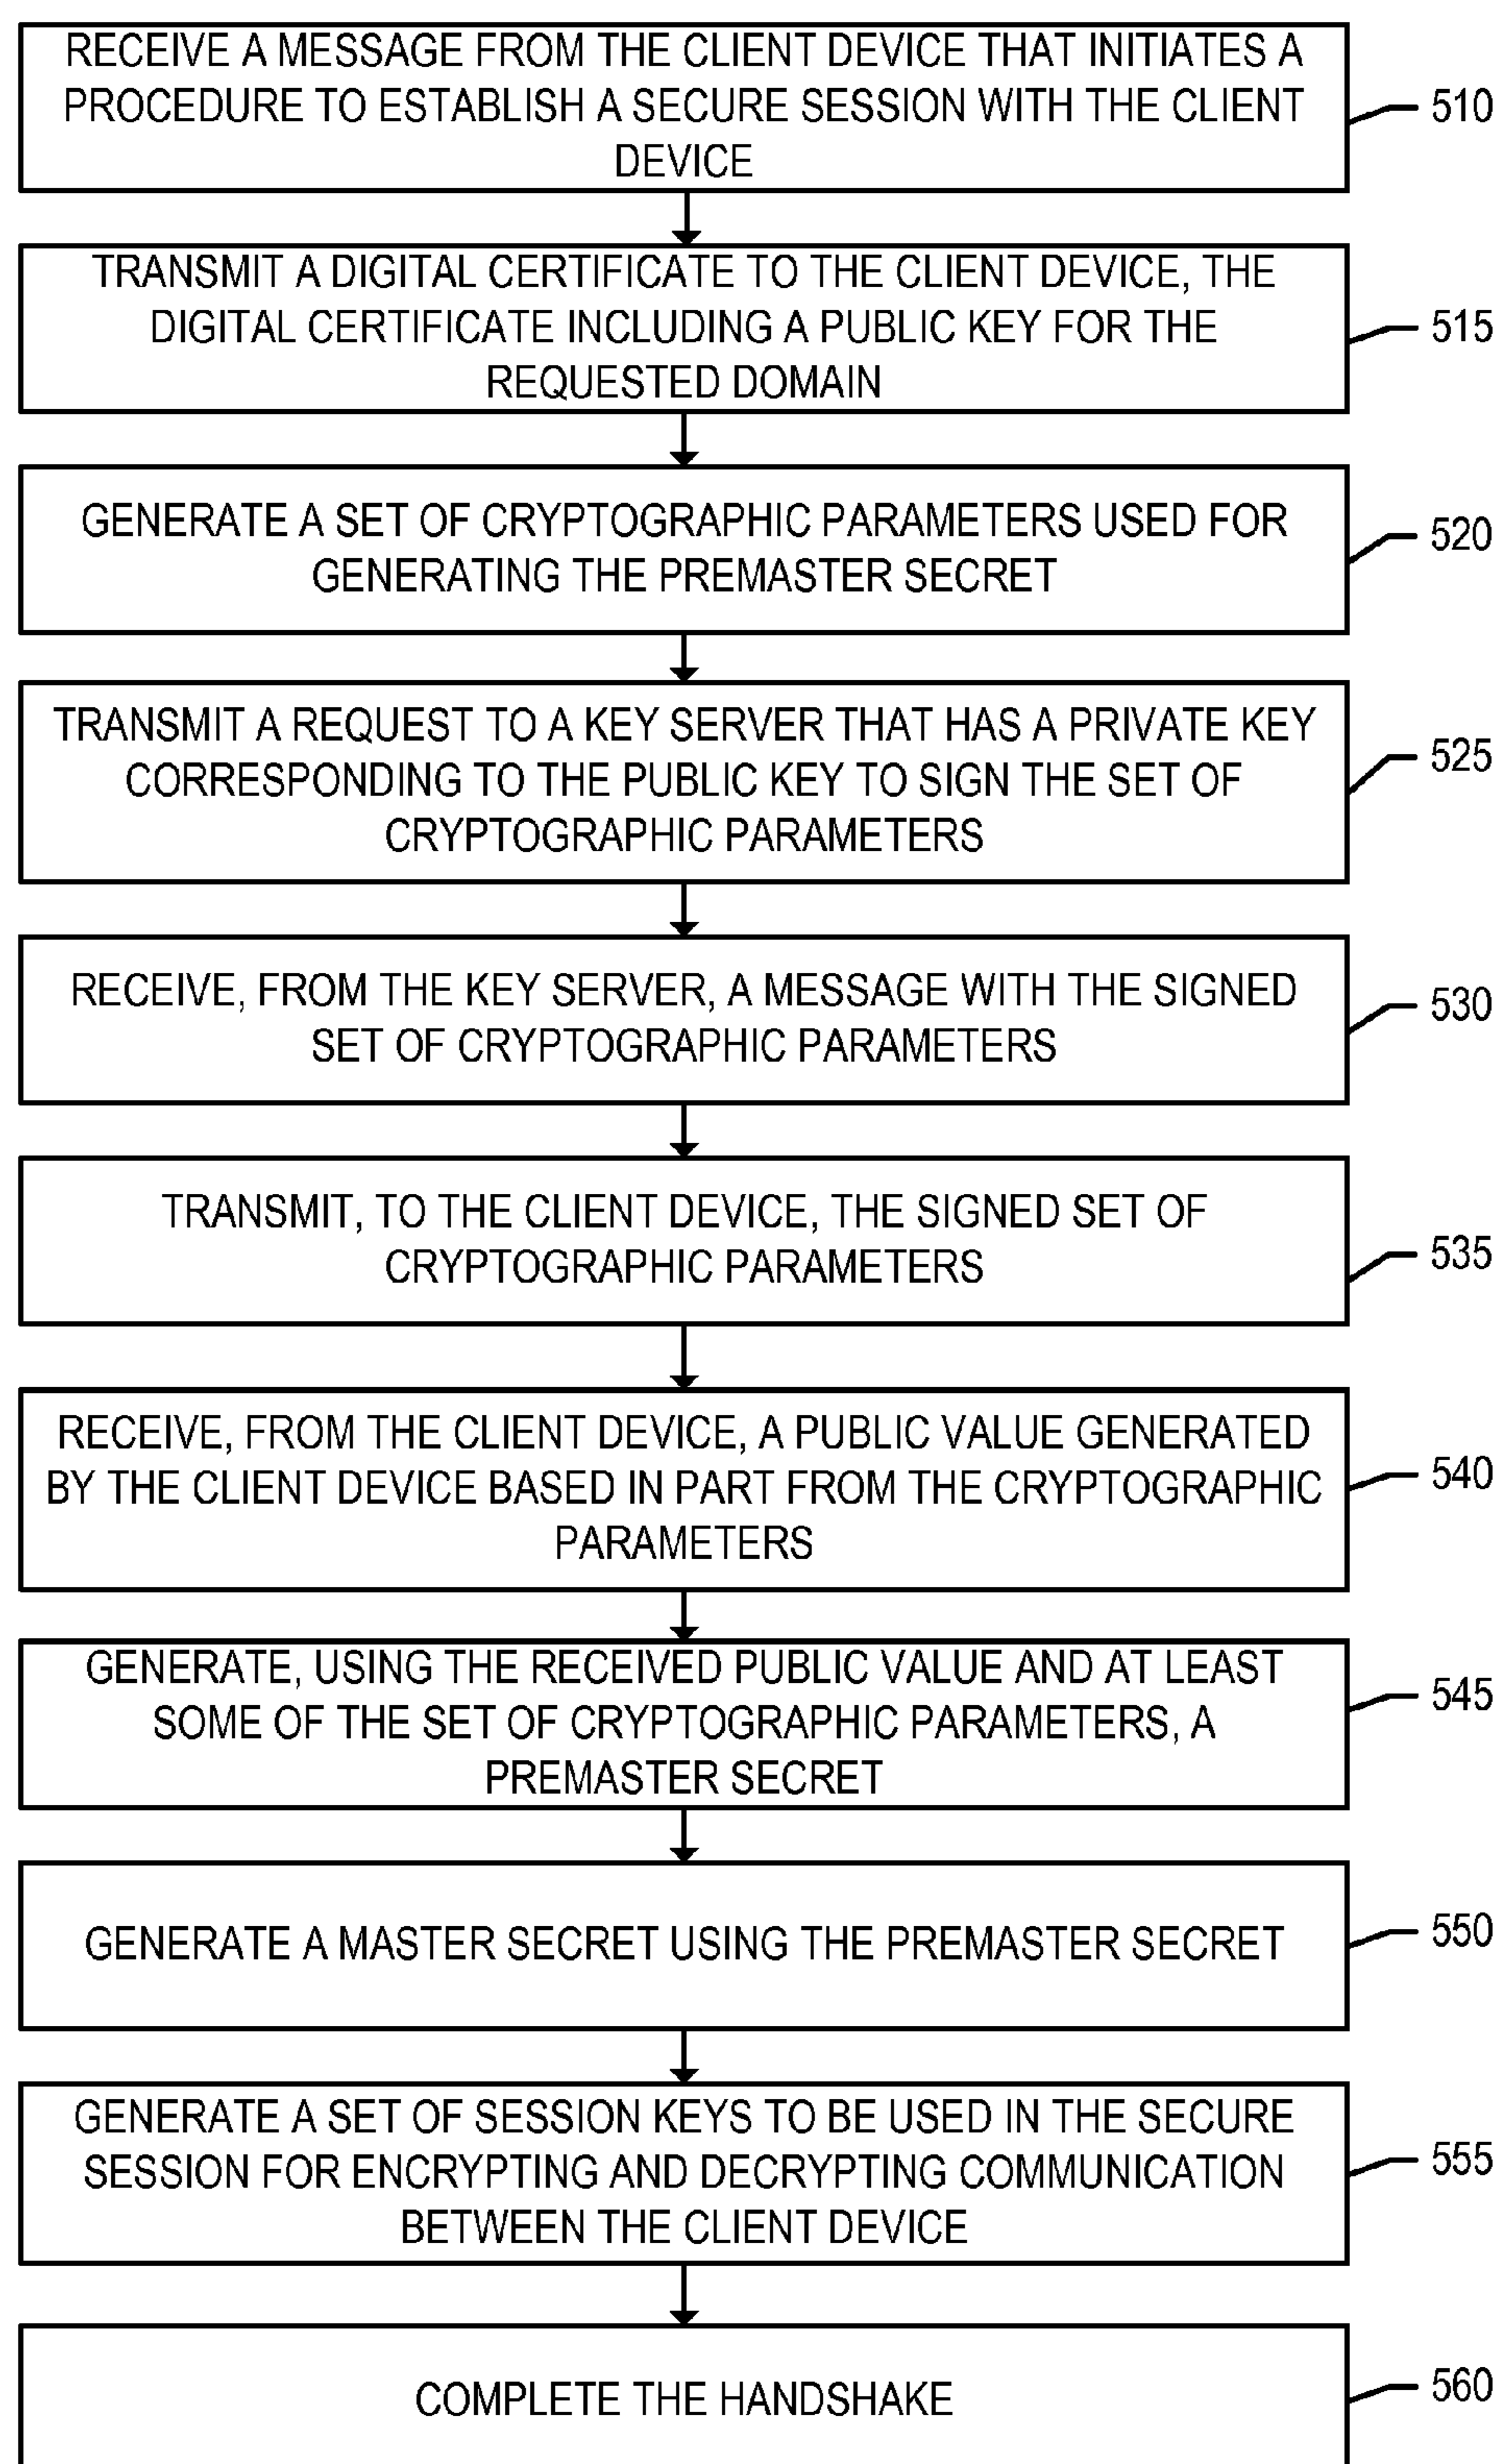 RECEIVE A MESSAGE FROM THE CLIENT DEVICE THAT INITIATES A
PROCEDURE TO ESTABLISH A SECURE SESSION WITH THE CLIENT
DEVICE
510
TRANSMIT A DIGITAL CERTIFICATE TO THE CLIENT DEVICE, THE
DIGITAL CERTIFICATE INCLUDING A PUBLIC KEY FOR THE
REQUESTED DOMAIN
515
GENERATE A SET OF CRYPTOGRAPHIC PARAMETERS USED FOR
GENERATING THE PREMASTER SECRET
520
TRANSMIT A REQUEST TO A KEY SERVER THAT HAS A PRIVATE KEY
CORRESPONDING TO THE PUBLIC KEY TO SIGN THE SET OF
CRYPTOGRAPHIC PARAMETERS
525
RECEIVE, FROM THE KEY SERVER, A MESSAGE WITH THE SIGNED
SET OF CRYPTOGRAPHIC PARAMETERS
530
TRANSMIT, TO THE CLIENT DEVICE, THE SIGNED SET OF
CRYPTOGRAPHIC PARAMETERS
535
RECEIVE, FROM THE CLIENT DEVICE, A PUBLIC VALUE GENERATED
BY THE CLIENT DEVICE BASED IN PART FROM THE CRYPTOGRAPHIC
PARAMETERS
540
GENERATE, USING THE RECEIVED PUBLIC VALUE AND AT LEAST
SOME OF THE SET OF CRYPTOGRAPHIC PARAMETERS, A
PREMASTER SECRET
545
GENERATE A MASTER SECRET USING THE PREMASTER SECRET
550
GENERATE A SET OF SESSION KEYS TO BE USED IN THE SECURE
SESSION FOR ENCRYPTING AND DECRYPTING COMMUNICATION
BETWEEN THE CLIENT DEVICE
555
COMPLETE THE HANDSHAKE
560